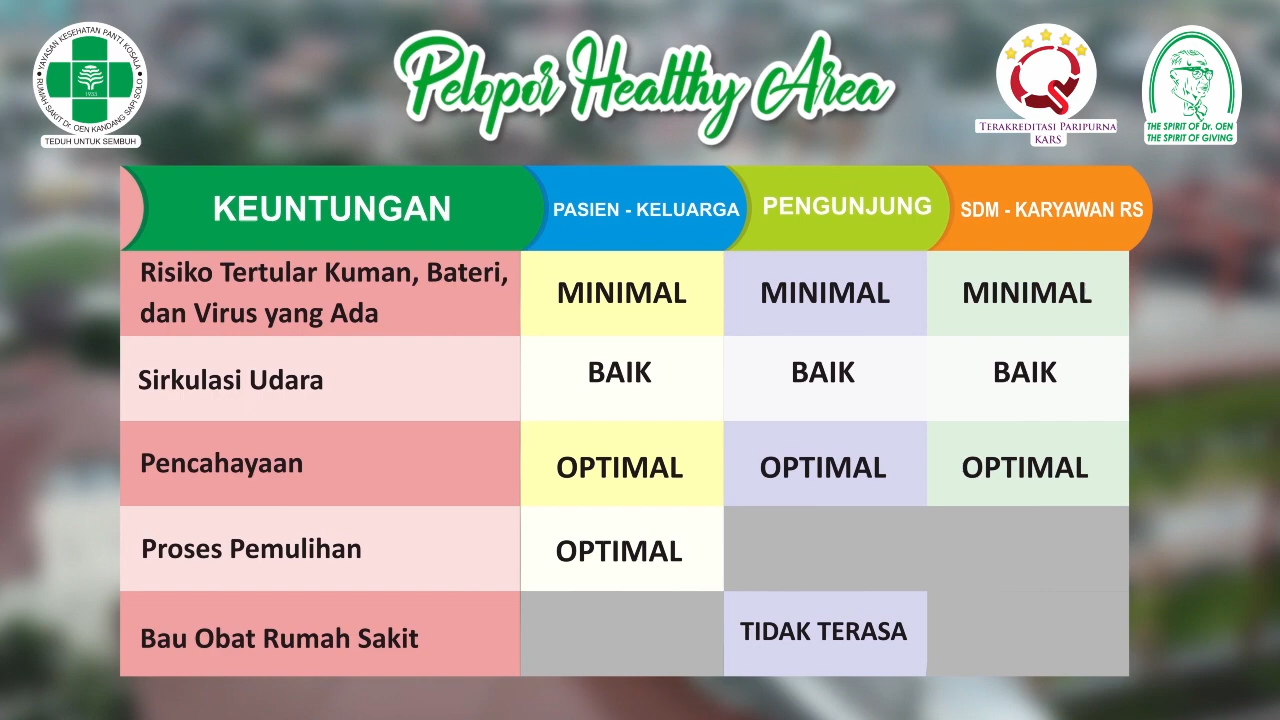 YAYASAN KESEHATAN PANTI KOSALA
RUMAH SAKIT Dr. OEN KANDANG SAPI SOLO
1933
TEDUH UNTUK SEMBUH
Pelopor Healthy Area
TERAKREDITASI PARIPURNA
KARS
THE SPIRIT OF Dr. OEN
THE SPIRIT OF GIVING
KEUNTUNGAN PASIEN - KELUARGA PENGUNJUNG SDM - KARYAWAN RS
Risiko Tertular Kuman, Bateri,
dan Virus yang Ada MINIMAL MINIMAL MINIMAL
Sirkulasi Udara BAIK BAIK BAIK
Pencahayaan OPTIMAL OPTIMAL OPTIMAL
Proses Pemulihan OPTIMAL
Bau Obat Rumah Sakit TIDAK TERASA